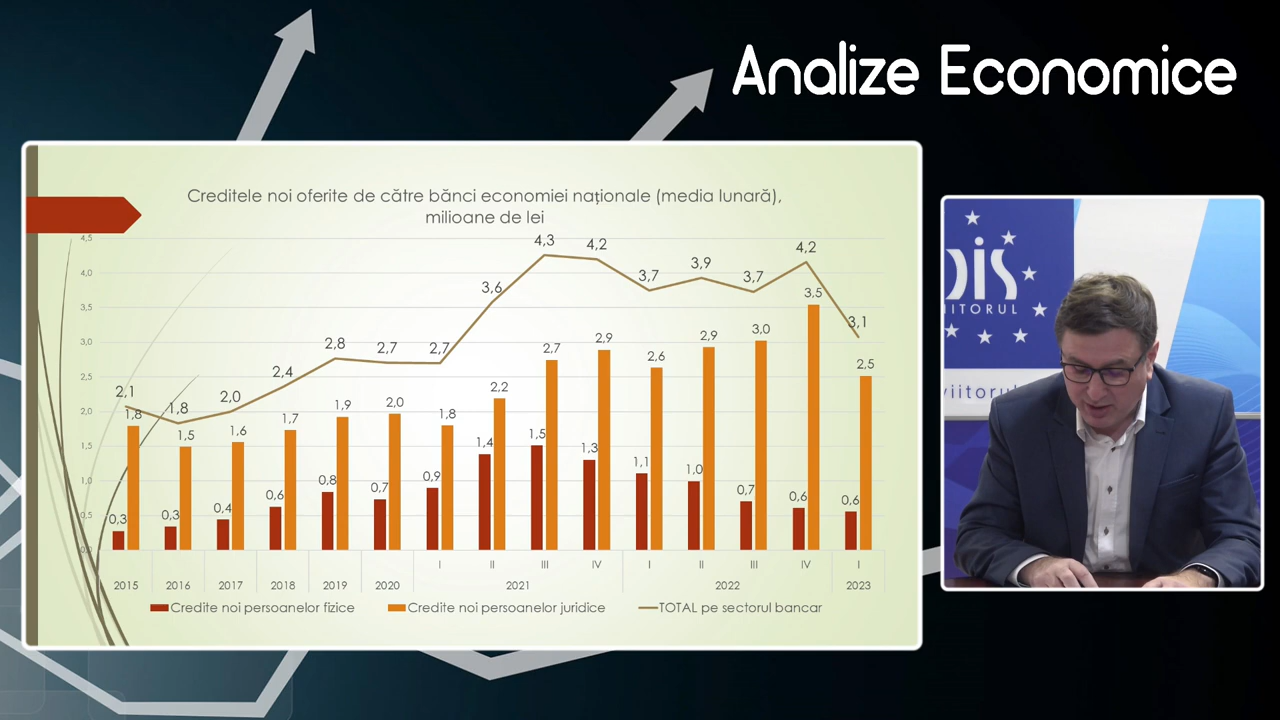 Analize Economice
Creditele noi oferite de către bănci economiei naționale (media lunară),
milioane de lei
4,5
4,0
3,5
3,0
2,5
2,0
1,5
1,0
0,5
0,0
2,1 1,8 2,0 2,4 2,8 2,7 2,7 3,6 4,3 4,2 3,7 3,9 3,7 4,2 3,1
1,8 1,5 1,6 1,7 1,9 2,0 1,8 2,2 2,7 2,9 2,6 2,9 3,0 3,5 2,5
0,3 0,3 0,4 0,6 0,8 0,7 0,9 1,4 1,5 1,3 1,1 1,0 0,7 0,6 0,6
I II III IV I II III IV I
2015 2016 2017 2018 2019 2020 2021 2022 2023
Credite noi persoanelor fizice Credite noi persoanelor juridice TOTAL pe sectorul bancar
DIS
IITORUL
viitorul